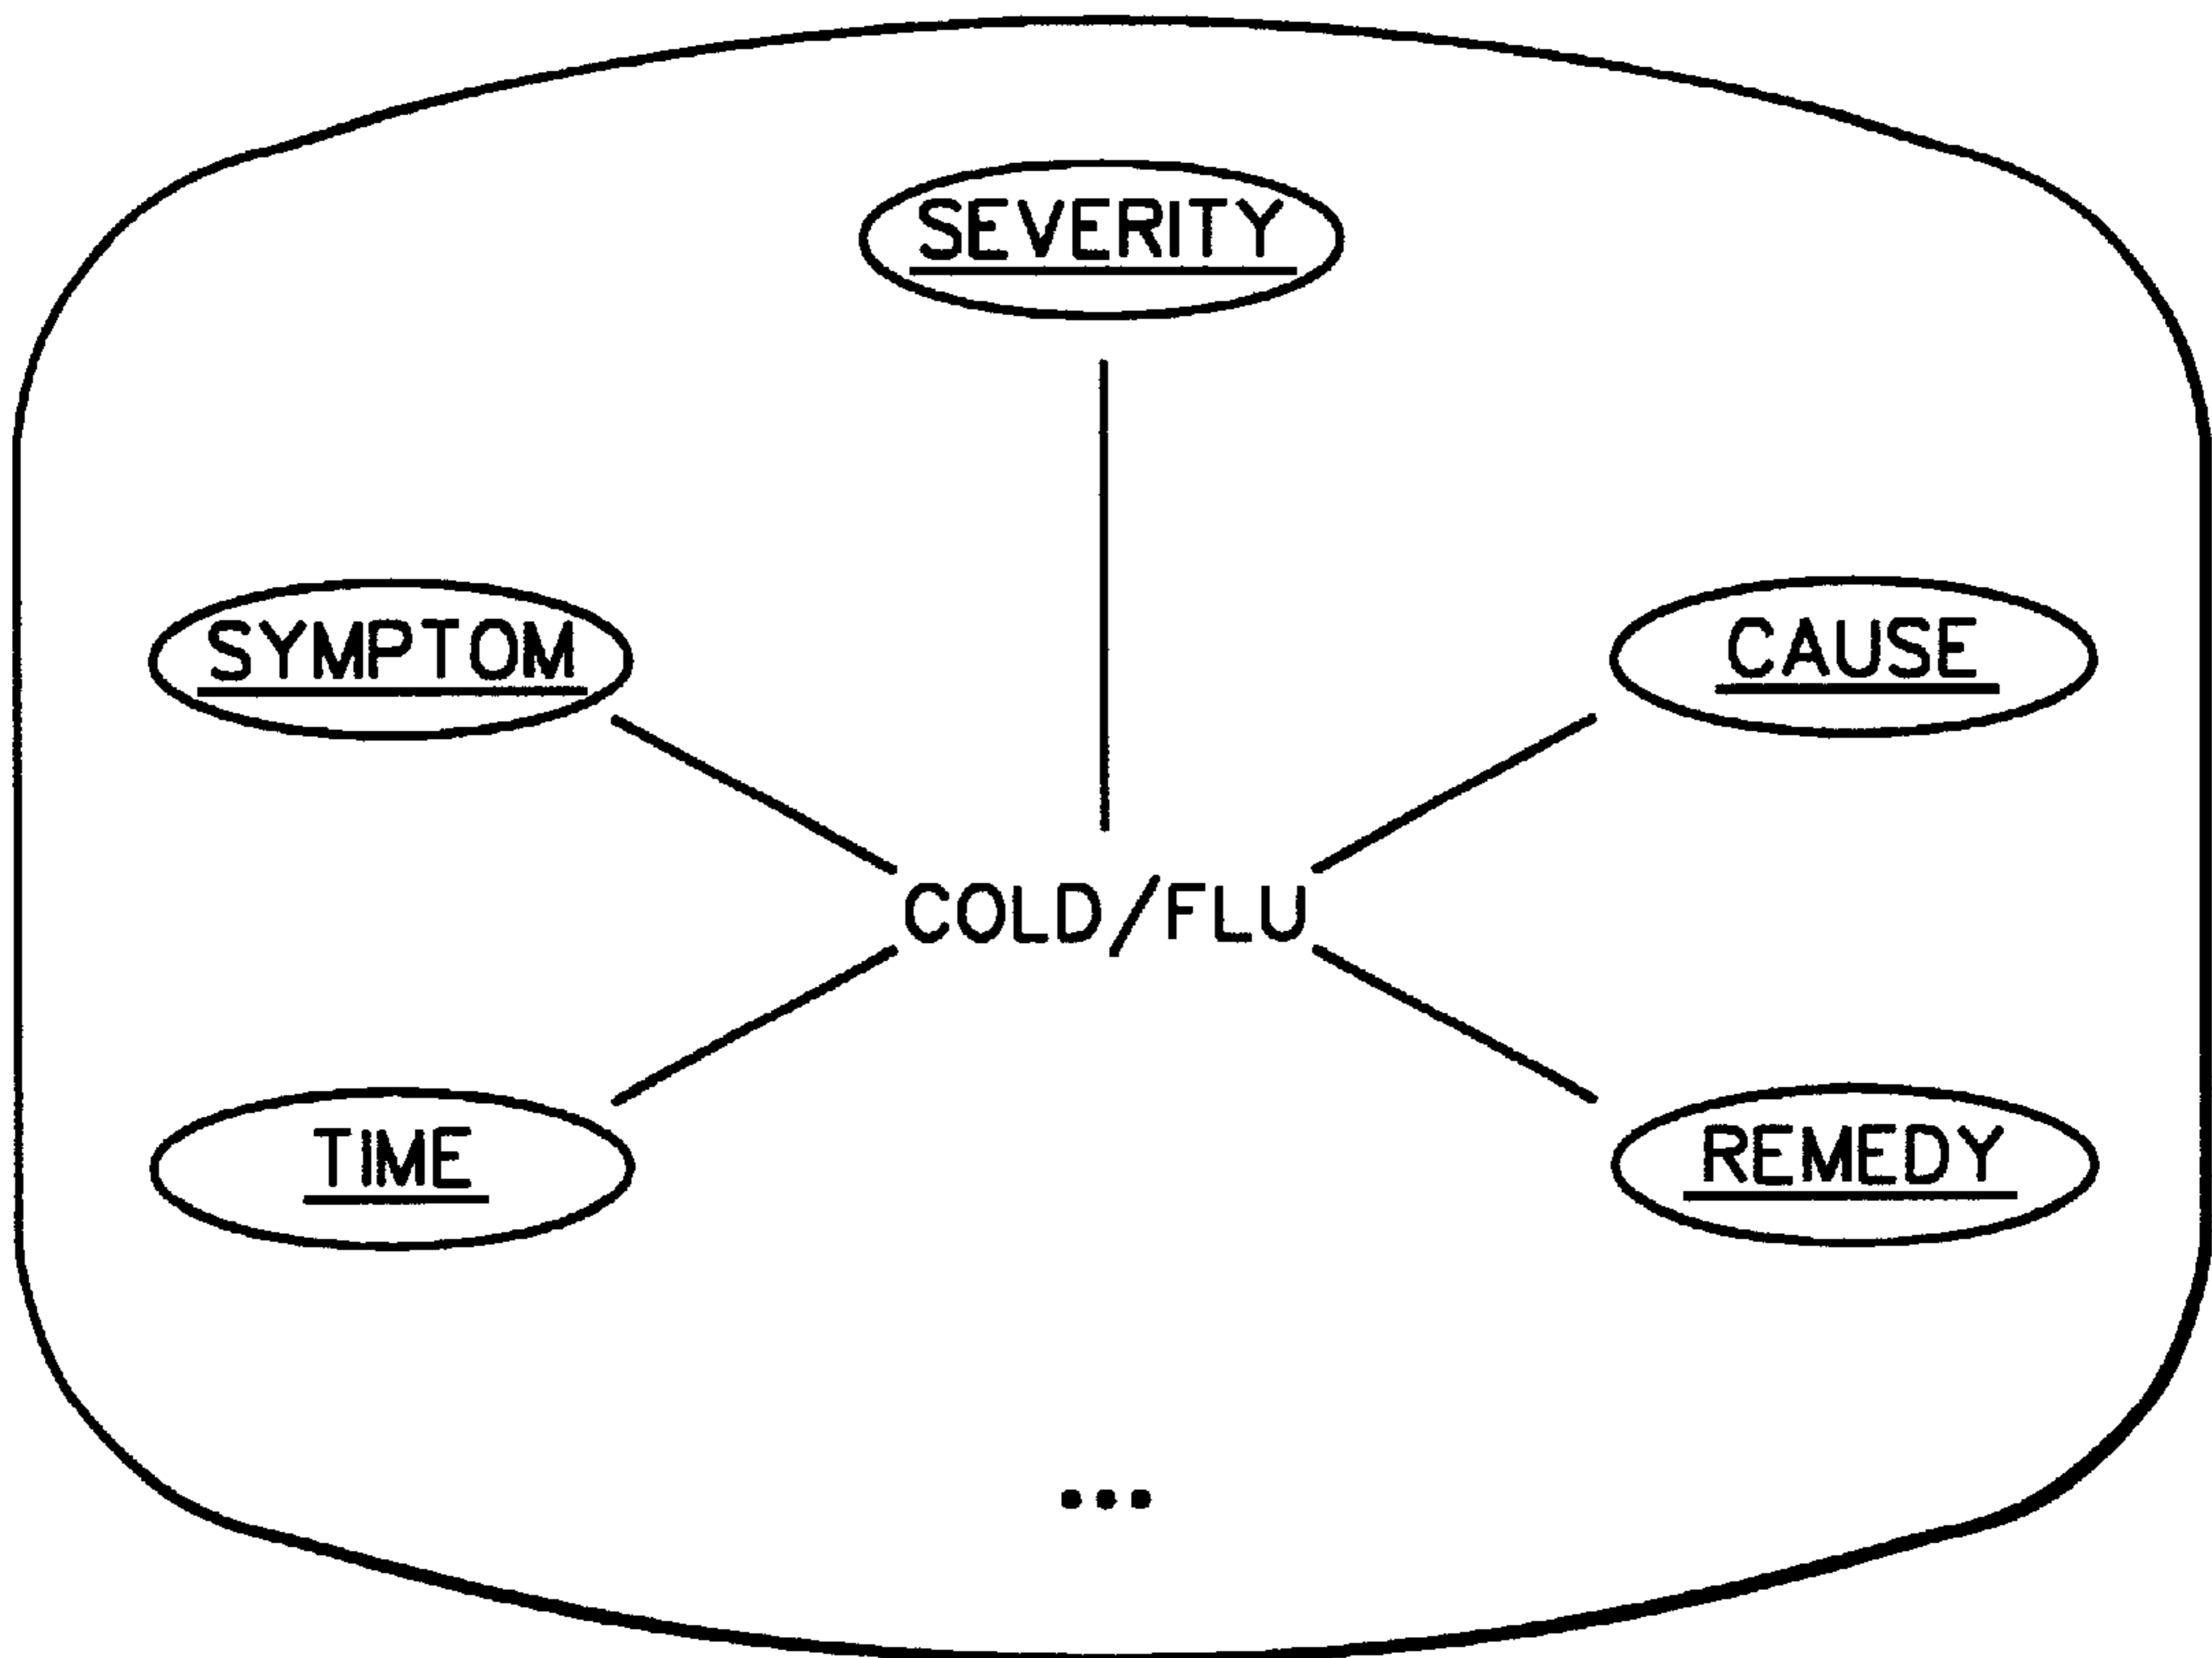 SEVERITY
SYMPTOM
CAUSE
COLD/FLU
TIME
REMEDY
...